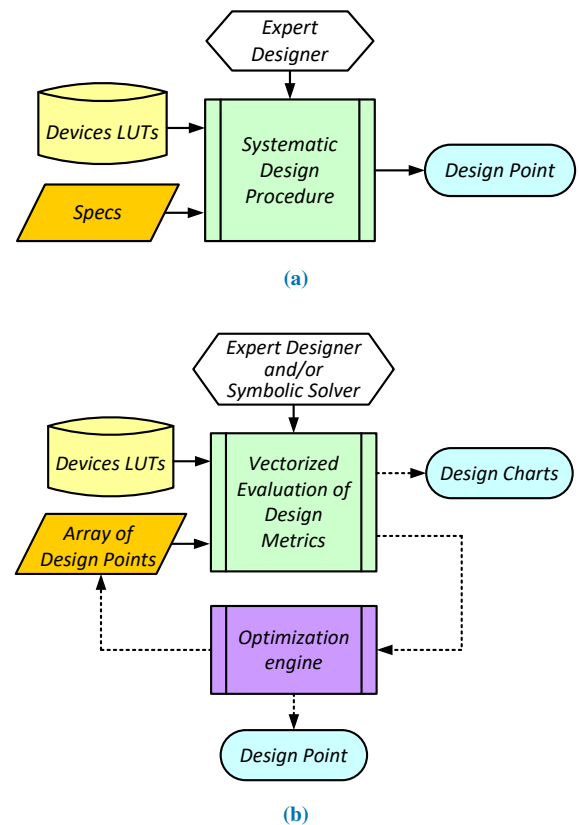 Expert
Designer
Devices LUTs
Systematic
Design
Procedure
Design Point
Specs
(a)
Expert Designer
and/or
Symbolic Solver
Devices LUTs
Vectorized
Evaluation of
Design
Metrics
Design Charts
Array of
Design Points
Optimization
engine
Design Point
(b)